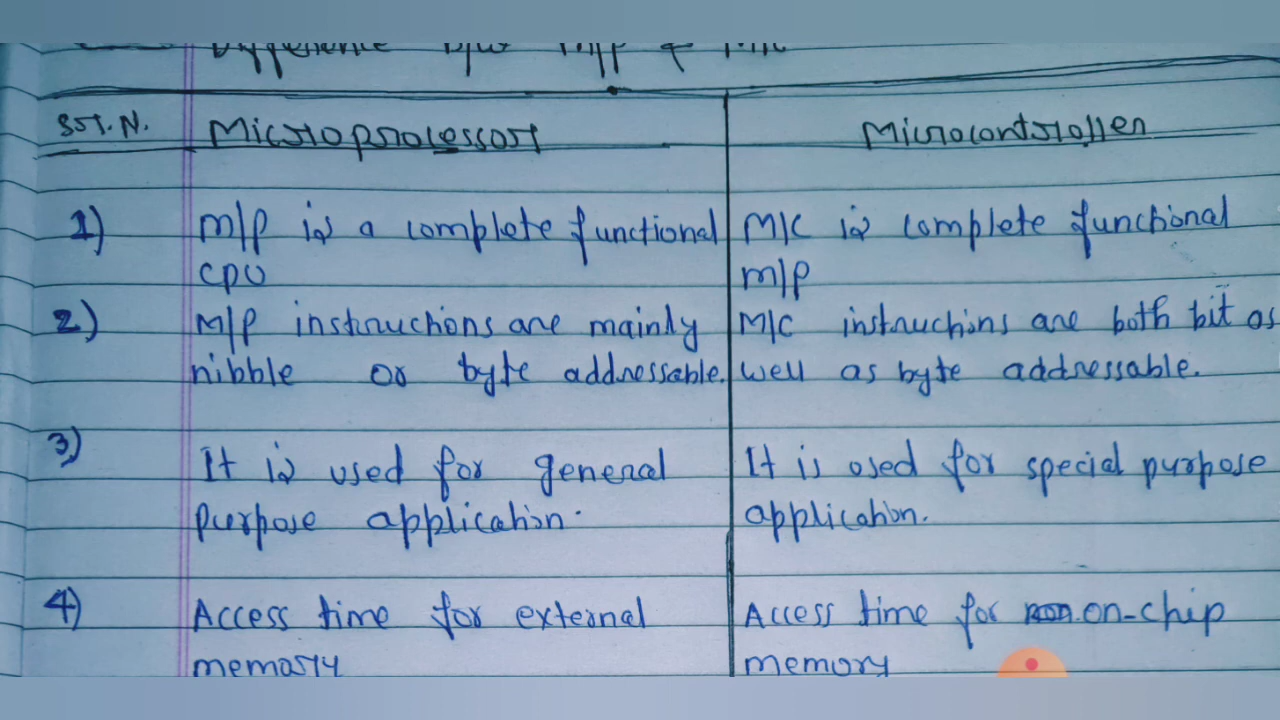 Difference b/w M/P & M/C
Sr.N. Microprocessor Microcontroller
1) M/P is a complete functional M/C is complete functional
CPU M/P
2) M/P instructions are mainly M/C instructions are both bit as
nibble or byte addressable. well as byte addressable.
3) It is used for general It is used for special purpose
purpose application. application.
4) Access time for external Access time for on-chip
memory memory